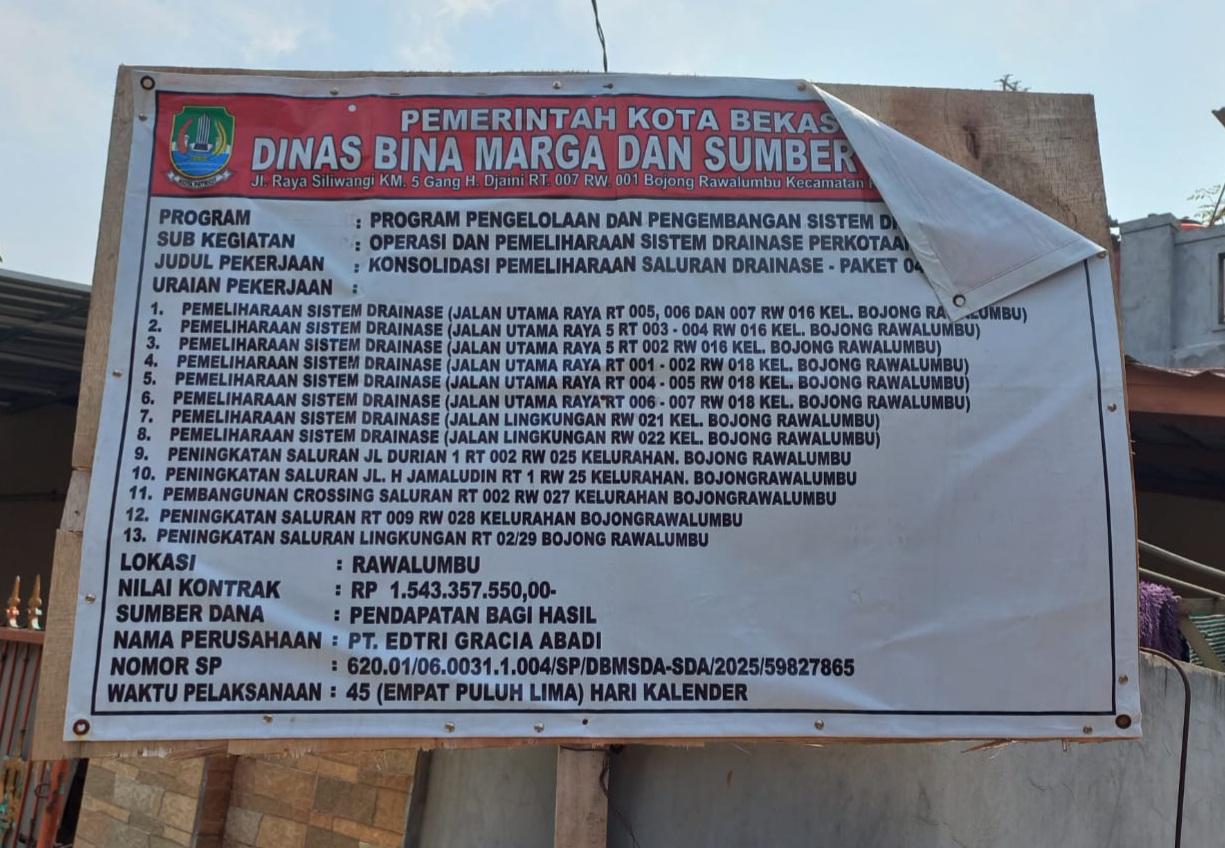 PEMERINTAH KOTA BEKAS
DINAS BINA MARGA DAN SUMBER
Jl. Raya Siliwangi KM. 5 Gang H. Djaini RT. 007 RW. 001 Bojong Rawalumbu Kecamatan
PROGRAM : PROGRAM PENGELOLAAN DAN PENGEMBANGAN SISTEM
SUB KEGIATAN : OPERASI DAN PEMELIHARAAN SISTEM DRAINASE PERKOTAAN
JUDUL PEKERJAAN : KONSOLIDASI PEMELIHARAAN SALURAN DRAINASE - PAKET 04
URAIAN PEKERJAAN :
1. PEMELIHARAAN SISTEM DRAINASE (JALAN UTAMA RAYA RT 005, 006 DAN 007 RW 016 KEL. BOJONG RAWALUMBU)
2. PEMELIHARAAN SISTEM DRAINASE (JALAN UTAMA RAYA 5 RT 003 - 004 RW 016 KEL. BOJONG RAWALUMBU)
3. PEMELIHARAAN SISTEM DRAINASE (JALAN UTAMA RAYA 5 RT 002 RW 016 KEL. BOJONG RAWALUMBU)
4. PEMELIHARAAN SISTEM DRAINASE (JALAN UTAMA RAYA RT 001 - 002 RW 018 KEL. BOJONG RAWALUMBU)
5. PEMELIHARAAN SISTEM DRAINASE (JALAN UTAMA RAYA RT 004 - 005 RW 018 KEL. BOJONG RAWALUMBU)
6. PEMELIHARAAN SISTEM DRAINASE (JALAN UTAMA RAYA RT 006 - 007 RW 018 KEL. BOJONG RAWALUMBU)
7. PEMELIHARAAN SISTEM DRAINASE (JALAN LINGKUNGAN RW 021 KEL. BOJONG RAWALUMBU)
8. PEMELIHARAAN SISTEM DRAINASE (JALAN LINGKUNGAN RW 022 KEL. BOJONG RAWALUMBU)
9. PENINGKATAN SALURAN JL DURIAN 1 RT 002 RW 025 KELURAHAN. BOJONG RAWALUMBU
10. PENINGKATAN SALURAN JL. H JAMALUDIN RT 1 RW 25 KELURAHAN. BOJONGRAWALUMBU
11. PEMBANGUNAN CROSSING SALURAN RT 002 RW 027 KELURAHAN BOJONGRAWALUMBU
12. PENINGKATAN SALURAN RT 009 RW 028 KELURAHAN BOJONGRAWALUMBU
13. PENINGKATAN SALURAN LINGKUNGAN RT 02/29 BOJONG RAWALUMBU
LOKASI : RAWALUMBU
NILAI KONTRAK : RP 1.543.357.550,00-
SUMBER DANA : PENDAPATAN BAGI HASIL
NAMA PERUSAHAAN : PT. EDTRI GRACIA ABADI
NOMOR SP : 620.01/06.0031.1.004/SP/DBMSDA-SDA/2025/59827865
WAKTU PELAKSANAAN : 45 (EMPAT PULUH LIMA) HARI KALENDER